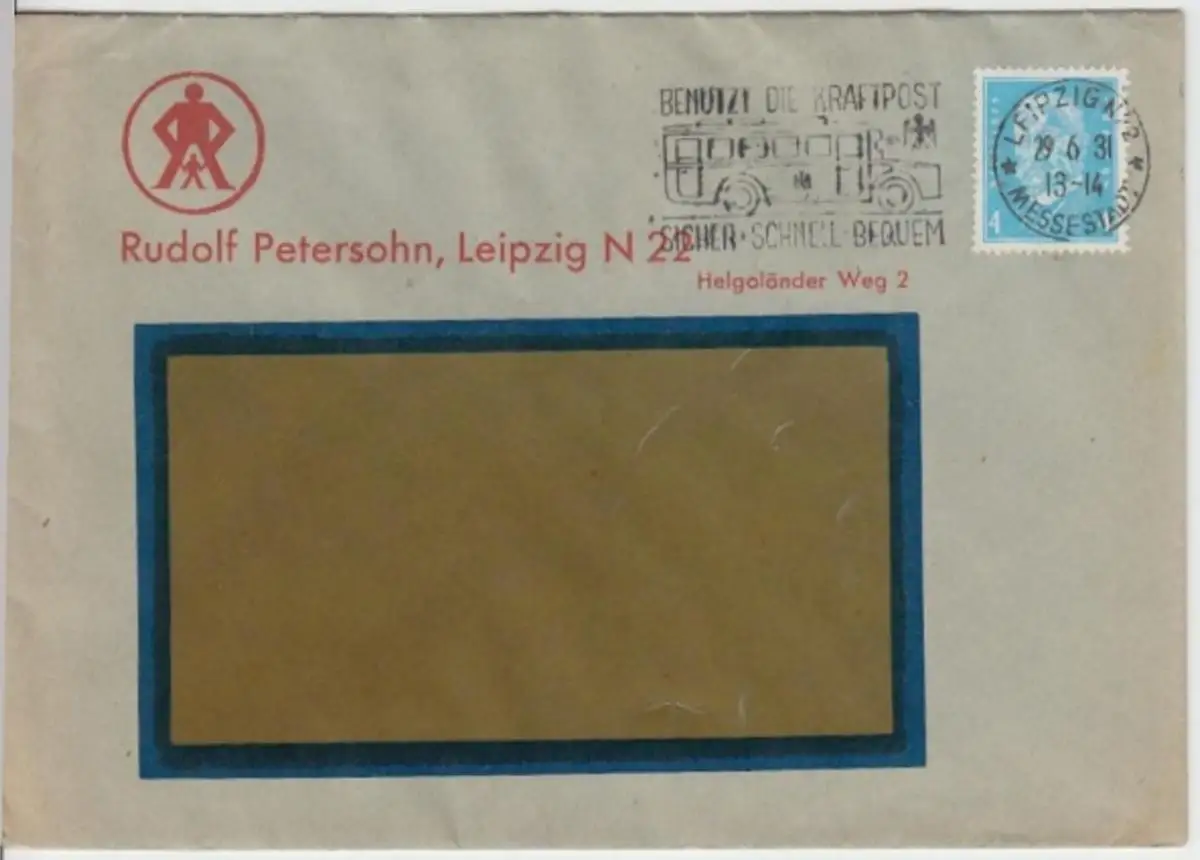 BENUTZT DIE KRAFTPOST
SICHER · SCHNELL · BEQUEM
LEIPZIG N 22
29 6 31
13-14
* MESSESTADT *
4
Rudolf Petersohn, Leipzig N 22
Helgoländer Weg 2